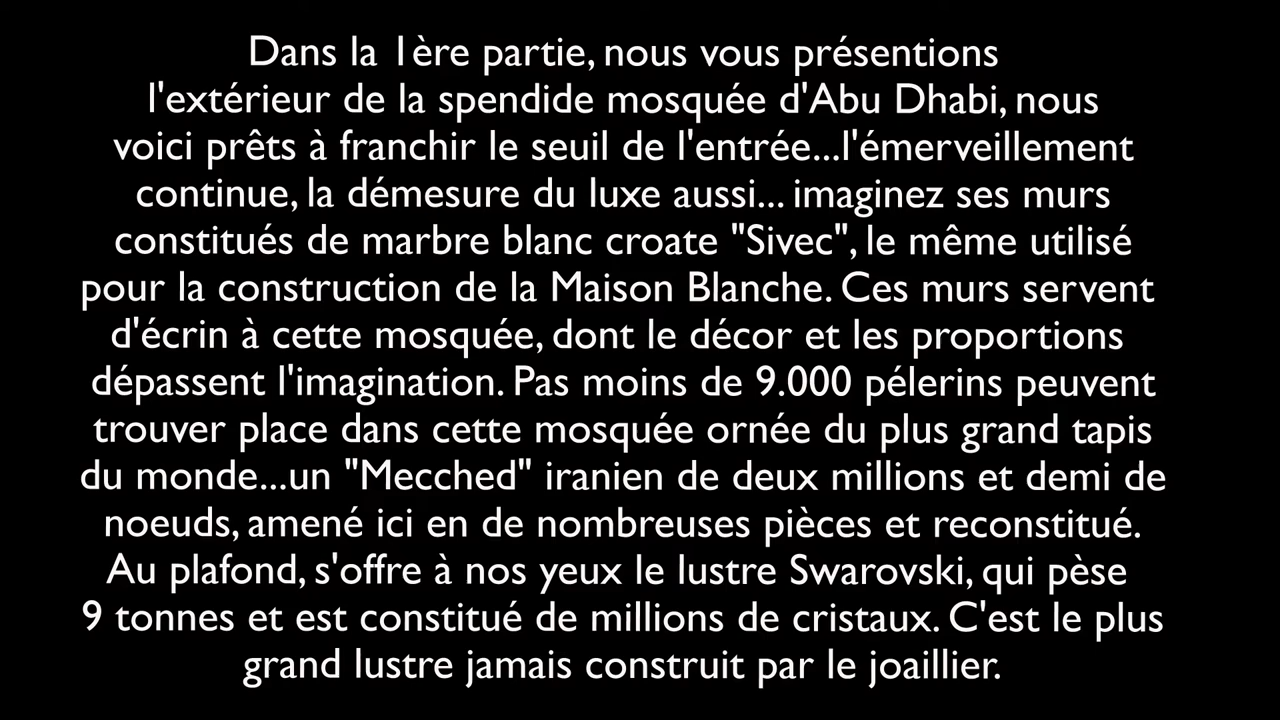 Dans la 1ère partie, nous vous présentions
l'extérieur de la spendide mosquée d'Abu Dhabi, nous
voici prêts à franchir le seuil de l'entrée...l'émerveillement
continue, la démesure du luxe aussi... imaginez ses murs
constitués de marbre blanc croate "Sivec", le même utilisé
pour la construction de la Maison Blanche. Ces murs servent
d'écrin à cette mosquée, dont le décor et les proportions
dépassent l'imagination. Pas moins de 9.000 pélerins peuvent
trouver place dans cette mosquée ornée du plus grand tapis
du monde...un "Mecched" iranien de deux millions et demi de
noeuds, amené ici en de nombreuses pièces et reconstitué.
Au plafond, s'offre à nos yeux le lustre Swarovski, qui pèse
9 tonnes et est constitué de millions de cristaux. C'est le plus
grand lustre jamais construit par le joaillier.